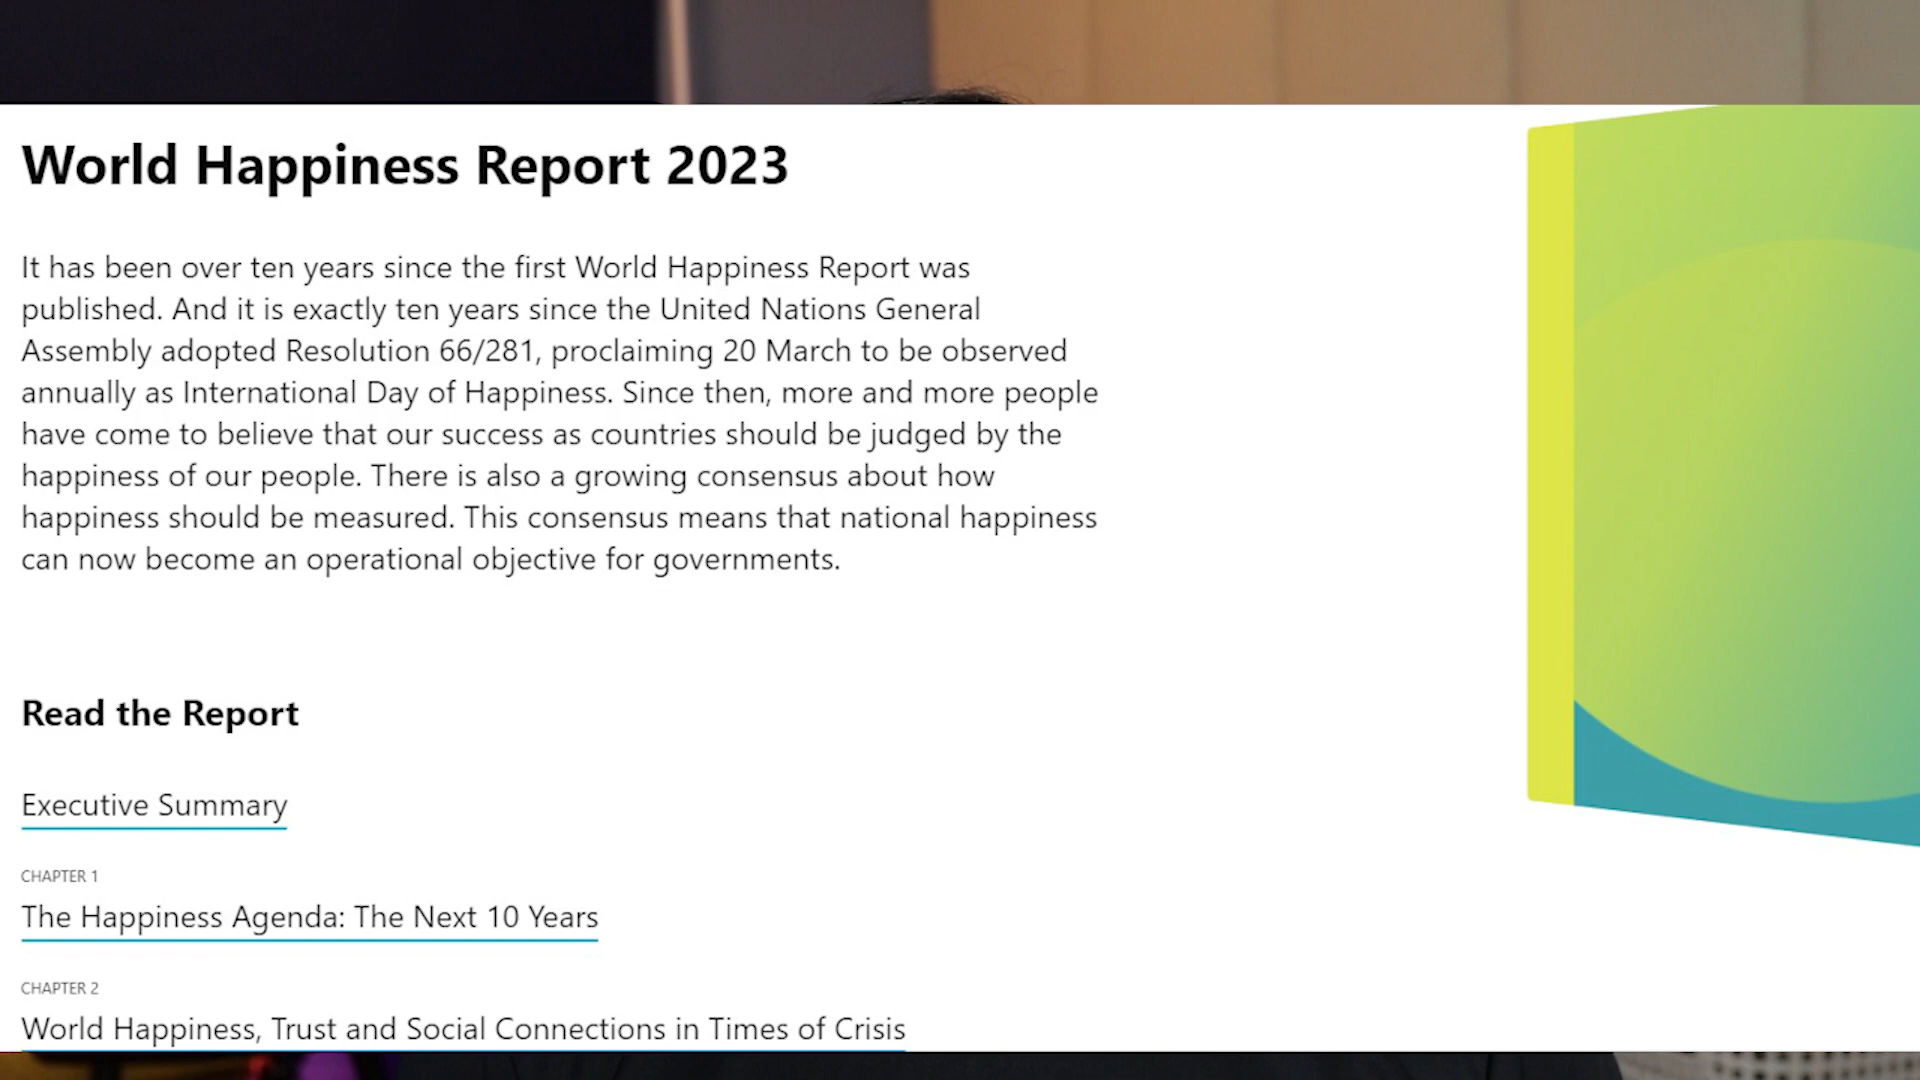 World Happiness Report 2023
It has been over ten years since the first World Happiness Report was
published. And it is exactly ten years since the United Nations General
Assembly adopted Resolution 66/281, proclaiming 20 March to be observed
annually as International Day of Happiness. Since then, more and more people
have come to believe that our success as countries should be judged by the
happiness of our people. There is also a growing consensus about how
happiness should be measured. This consensus means that national happiness
can now become an operational objective for governments.
Read the Report
Executive Summary
CHAPTER 1
The Happiness Agenda: The Next 10 Years
CHAPTER 2
World Happiness, Trust and Social Connections in Times of Crisis